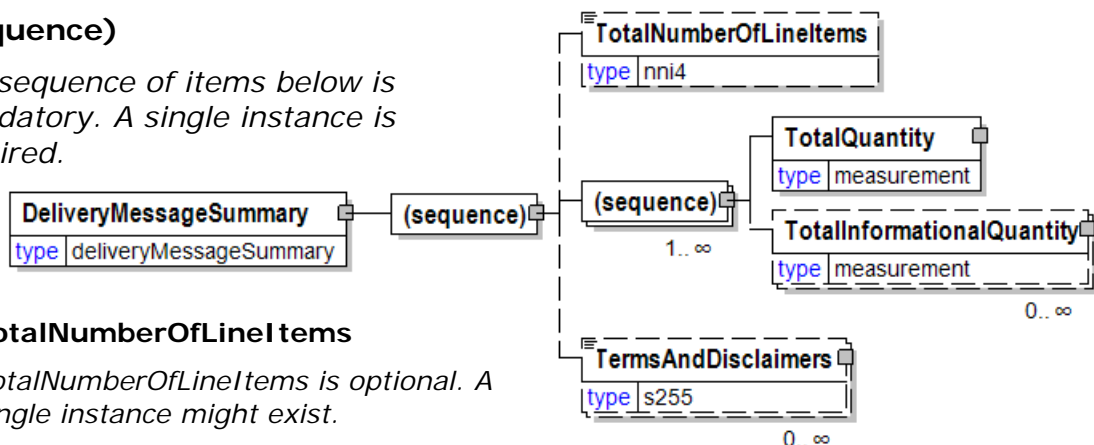 quence)
sequence of items below is
datory. A single instance is
ired.
DeliveryMessageSummary
type deliveryMessageSummary
(sequence)
TotalNumberOfLineItems
type nni4
(sequence)
1.. ∞
TotalQuantity
type measurement
TotalInformationalQuantity
type measurement
0.. ∞
TermsAndDisclaimers
type s255
0.. ∞
otalNumberOfLineItems
otalNumberOfLineItems is optional. A
ngle instance might exist.